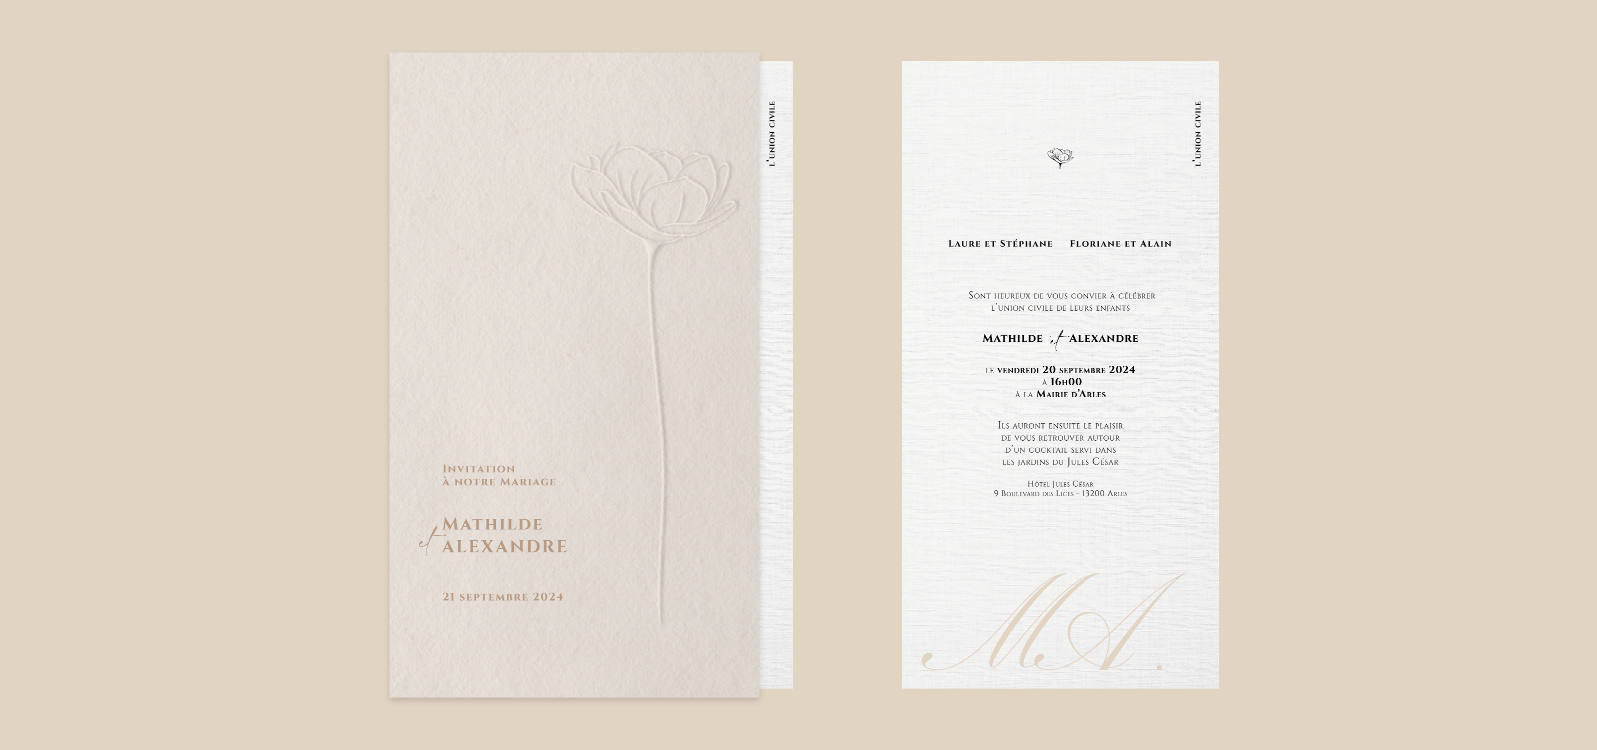 L'union civile
Invitation
à notre Mariage
Mathilde
et Alexandre
21 septembre 2024
L'union civile
Laure et Stéphane Floriane et Alain
Sont heureux de vous convier à célébrer
l'union civile de leurs enfants
Mathilde et Alexandre
le vendredi 20 septembre 2024
à 16h00
à la Mairie d'Arles
Ils auront ensuite le plaisir
de vous retrouver autour
d'un cocktail servi dans
les jardins du Jules César
Hôtel Jules César
9 Boulevard des Lices - 13200 Arles
MA.